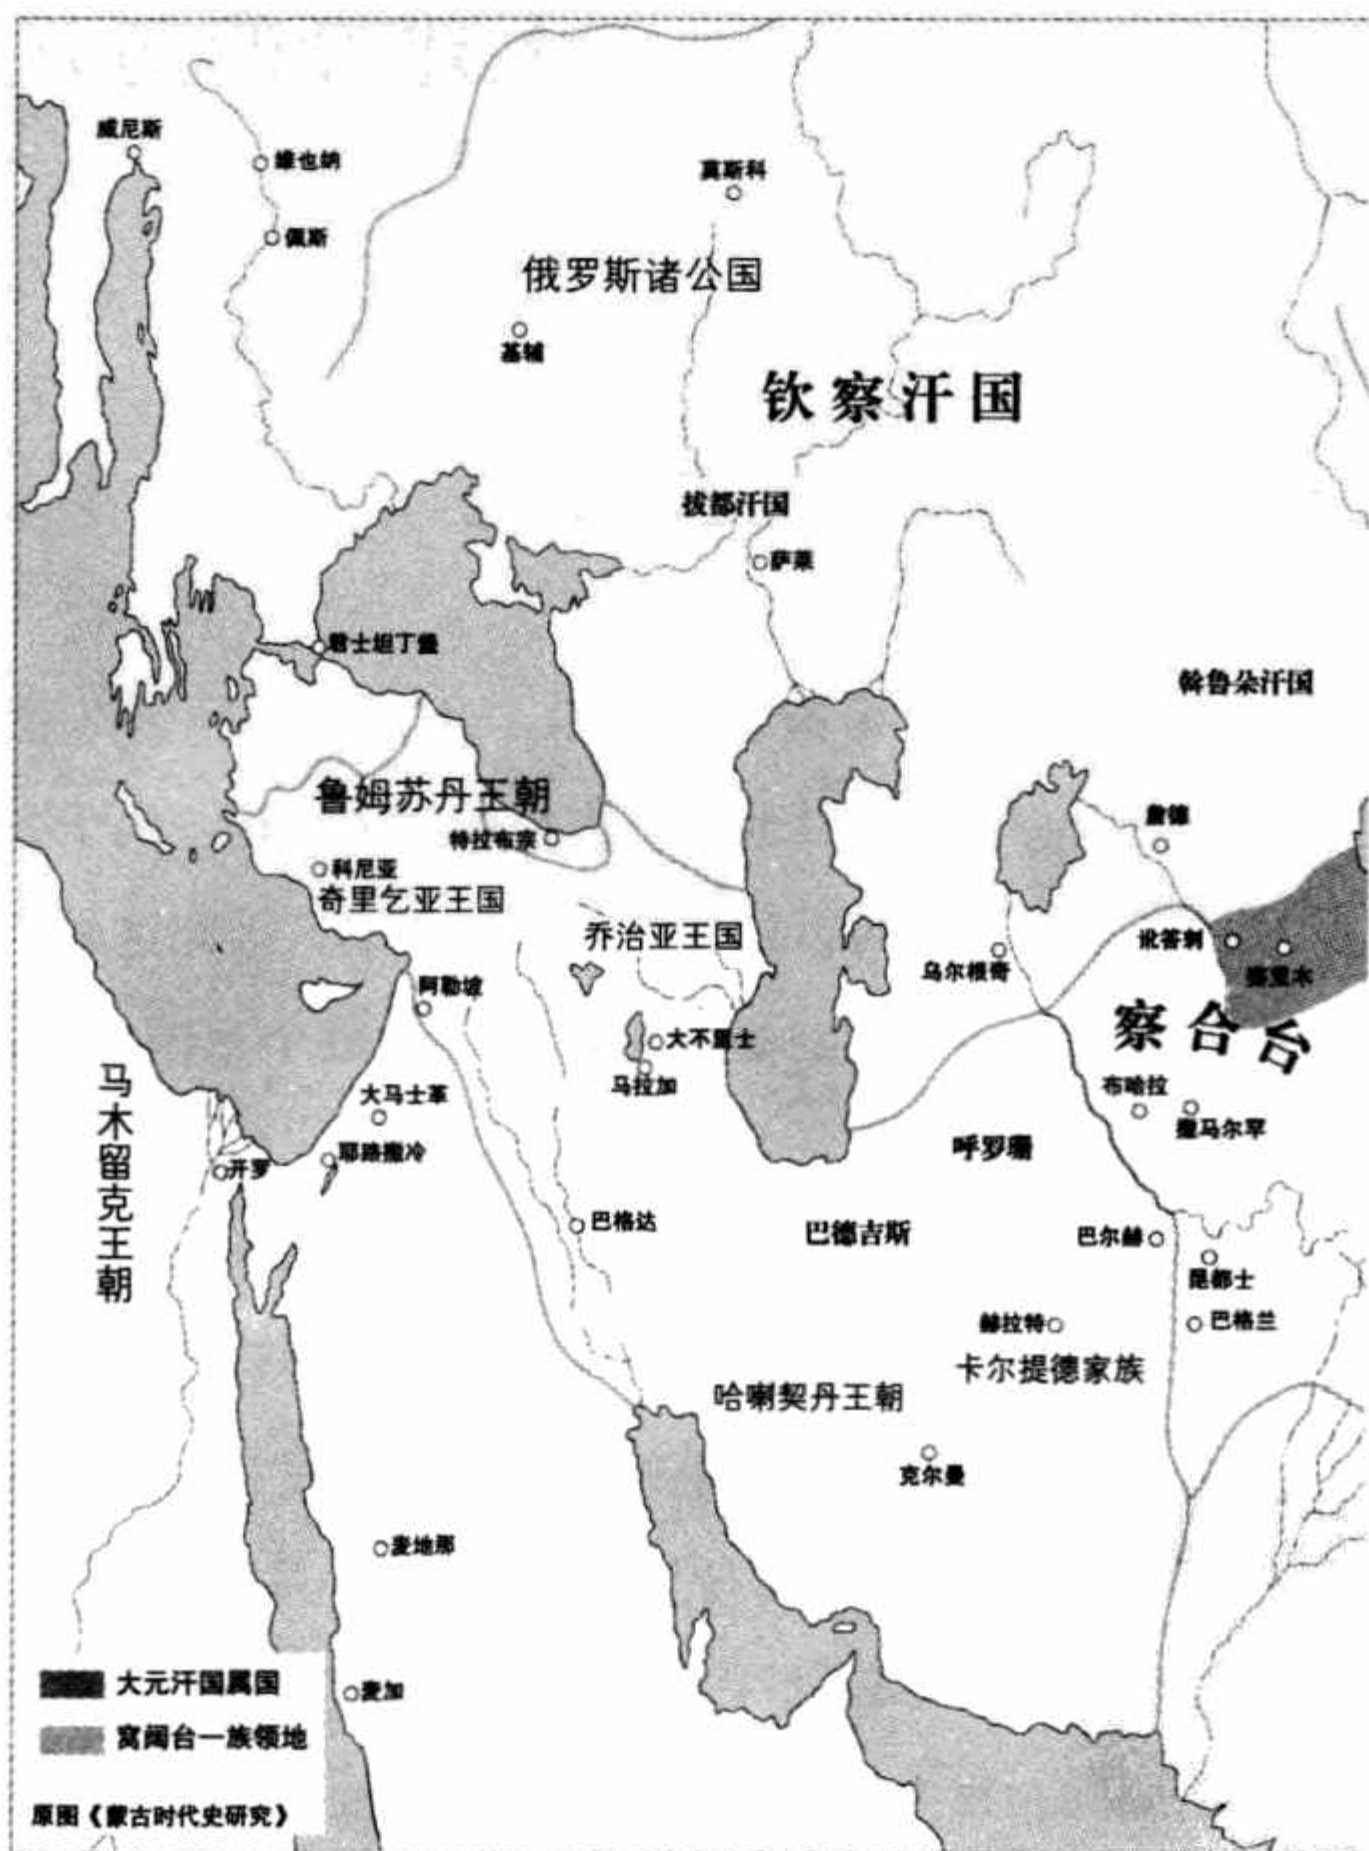 威尼斯
维也纳
佩斯
莫斯科
俄罗斯诸公国
基辅
钦察汗国
拔都汗国
萨莱
君士坦丁堡
斡鲁朵汗国
鲁姆苏丹王朝
特拉布宗
毡德
科尼亚
奇里乞亚王国
乔治亚王国
乌尔根奇
讹答剌
赛里木
阿勒坡
察合台
大不里士
马拉加
马木留克王朝
大马士革
布哈拉
撒马尔罕
耶路撒冷
开罗
呼罗珊
巴格达
巴德吉斯
巴尔赫
昆都士
赫拉特
巴格兰
卡尔提德家族
哈喇契丹王朝
克尔曼
麦地那
麦加
大元汗国属国
窝阔台一族领地
原图《蒙古时代史研究》